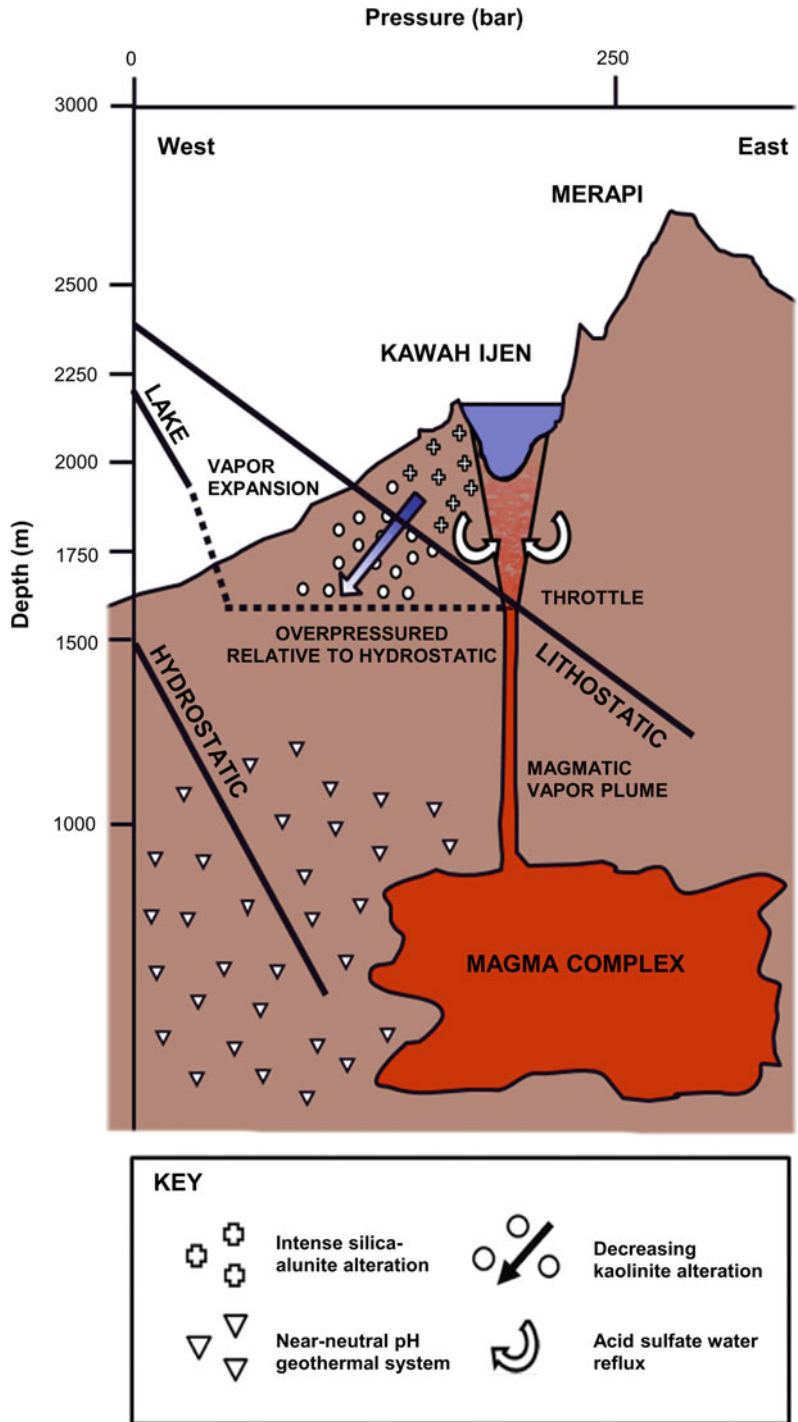 Pressure (bar)
0
250
3000
West
East
MERAPI
2500
KAWAH IJEN
2250
LAKE
VAPOR
EXPANSION
2000
1750
Depth (m)
THROTTLE
OVERPRESSURED
RELATIVE TO HYDROSTATIC
1500
HYDROSTATIC
LITHOSTATIC
MAGMATIC
VAPOR PLUME
1000
MAGMA COMPLEX
KEY
Intense silica-
alunite alteration
Decreasing
kaolinite alteration
Near-neutral pH
geothermal system
Acid sulfate water
reflux